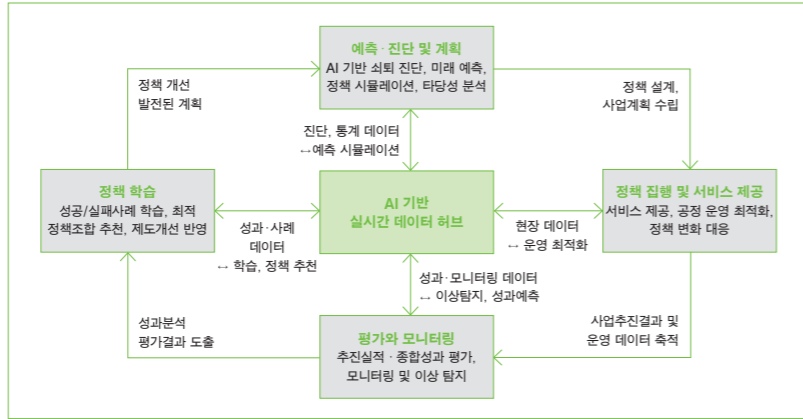 예측·진단 및 계획
AI 기반 쇠퇴 진단, 미래 예측,
정책 시뮬레이션, 타당성 분석
정책 개선
발전된 계획
정책 설계,
사업계획 수립
진단, 통계 데이터
↔예측 시뮬레이션
정책 학습
성공/실패사례 학습, 최적
정책조합 추천, 제도개선 반영
성과·사례
데이터
↔ 학습, 정책 추천
AI 기반
실시간 데이터 허브
현장 데이터
↔ 운영 최적화
정책 집행 및 서비스 제공
서비스 제공, 공정 운영 최적화,
정책 변화 대응
성과·모니터링 데이터
↔ 이상탐지, 성과예측
성과분석
평가결과 도출
평가와 모니터링
추진실적·종합성과 평가,
모니터링 및 이상 탐지
사업추진결과 및
운영 데이터 축적